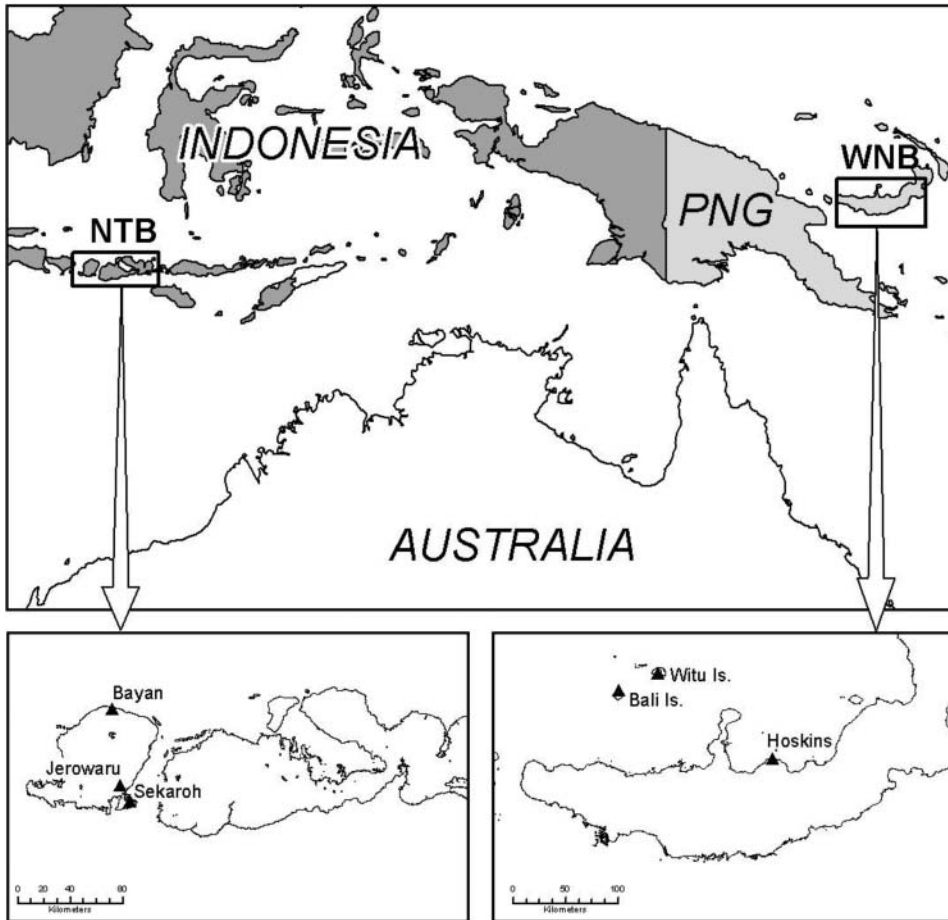 INDONESIA
WNB
PNG
NTB
AUSTRALIA
Bayan
Jerowaru
Sekaroh
0 20 40 60 80
Kilometers
Witu Is.
Bali Is.
Hoskins
0 50 100
Kilometers